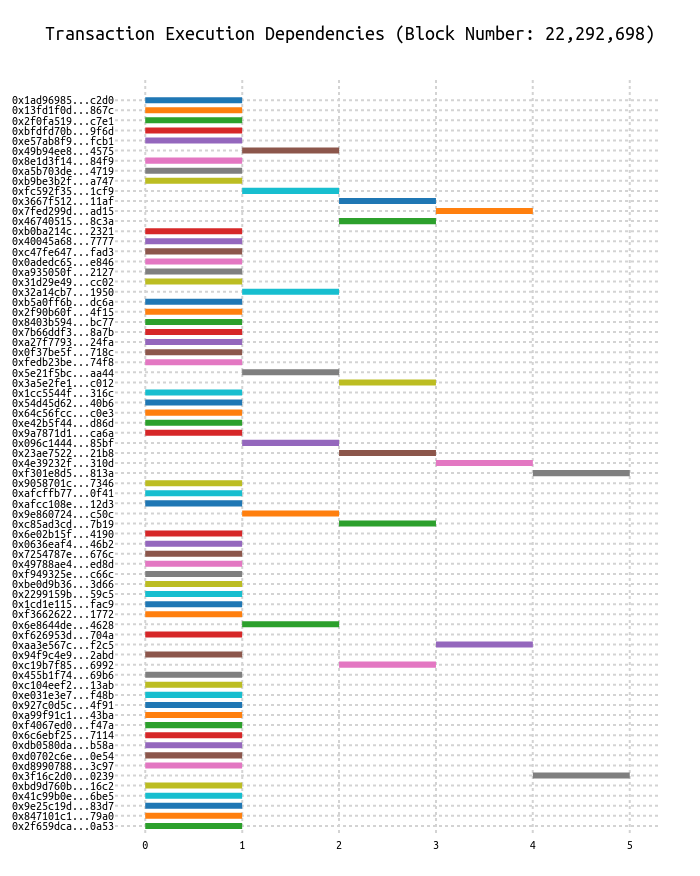 Transaction Execution Dependencies (Block Number: 22,292,698)
0x1ad96985...c2d0
0x13fd1f0d...867c
0x2f0fa519...c7e1
0xbfdfd70b...9f6d
0xe57ab8f9...fcb1
0x49b94ee8...4575
0x8e1d3f14...84f9
0xa5b703de...4719
0xb9be3b2f...a747
0xfc592f35...1cf9
0x3667f512...11af
0x7fed299d...ad15
0x46740515...8c3a
0xb0ba214c...2321
0x40045a68...7777
0xc47fe647...fad3
0x0adedc65...e846
0xa935050f...2127
0x31d29e49...cc02
0x32a14cb7...1950
0xb5a0ff6b...dc6a
0x2f90b60f...4f15
0x8403b594...bc77
0x7b66ddf3...8a7b
0xa27f7793...24fa
0x0f37be5f...718c
0xfedb23be...74f8
0x5e21f5bc...aa44
0x3a5e2fe1...c012
0x1cc5544f...316c
0x54d45d62...40b6
0x64c56fcc...c0e3
0xe42b5f44...d86d
0x9a7871d1...ca6a
0x096c1444...85bf
0x23ae7522...21b8
0x4e39232f...310d
0xf301e8d5...813a
0x9058701c...7346
0xafcffb77...0f41
0xafcc108e...12d3
0x9e860724...c50c
0xc85ad3cd...7b19
0x6e02b15f...4190
0x0636eaf4...46b2
0x7254787e...676c
0x49788ae4...ed8d
0xf949325e...c66c
0xbe0d9b36...3d66
0x2299159b...59c5
0x1cd1e115...fac9
0xf3662622...1772
0x6e8644de...4628
0xf626953d...704a
0xaa3e567c...f2c5
0x94f9c4e9...2abd
0xc19b7f85...6992
0x455b1f74...69b6
0xc104eef2...13ab
0xe031e3e7...f48b
0x927c0d5c...4f91
0xa99f91c1...43ba
0xf4067ed0...f47a
0x6c6ebf25...7114
0xdb0580da...b58a
0xd0702c6e...0e54
0xd8990788...3c97
0x3f16c2d0...0239
0xbd9d760b...16c2
0x41c99b0e...6be5
0x9e25c19d...83d7
0x847101c1...79a0
0x2f659dca...0a53
0 1 2 3 4 5